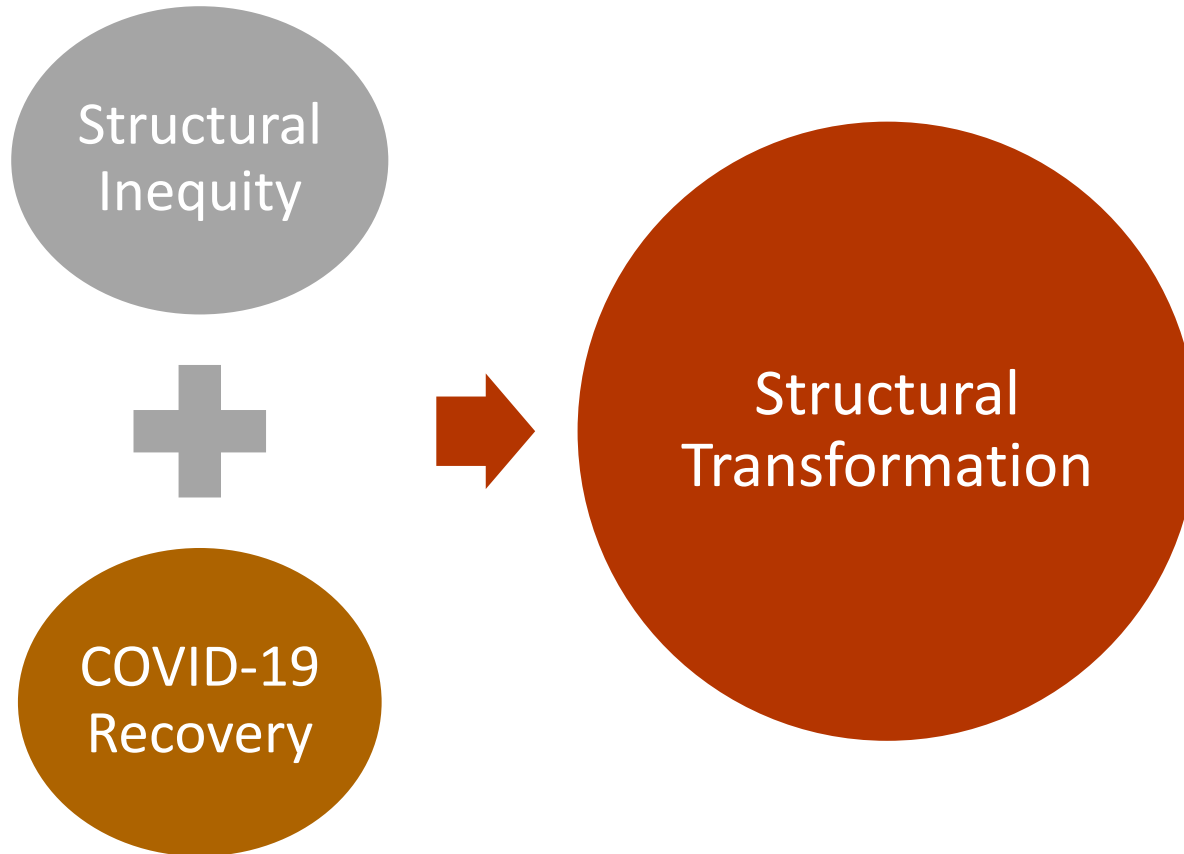 Structural
Inequity
COVID-19
Recovery
Structural
Transformation